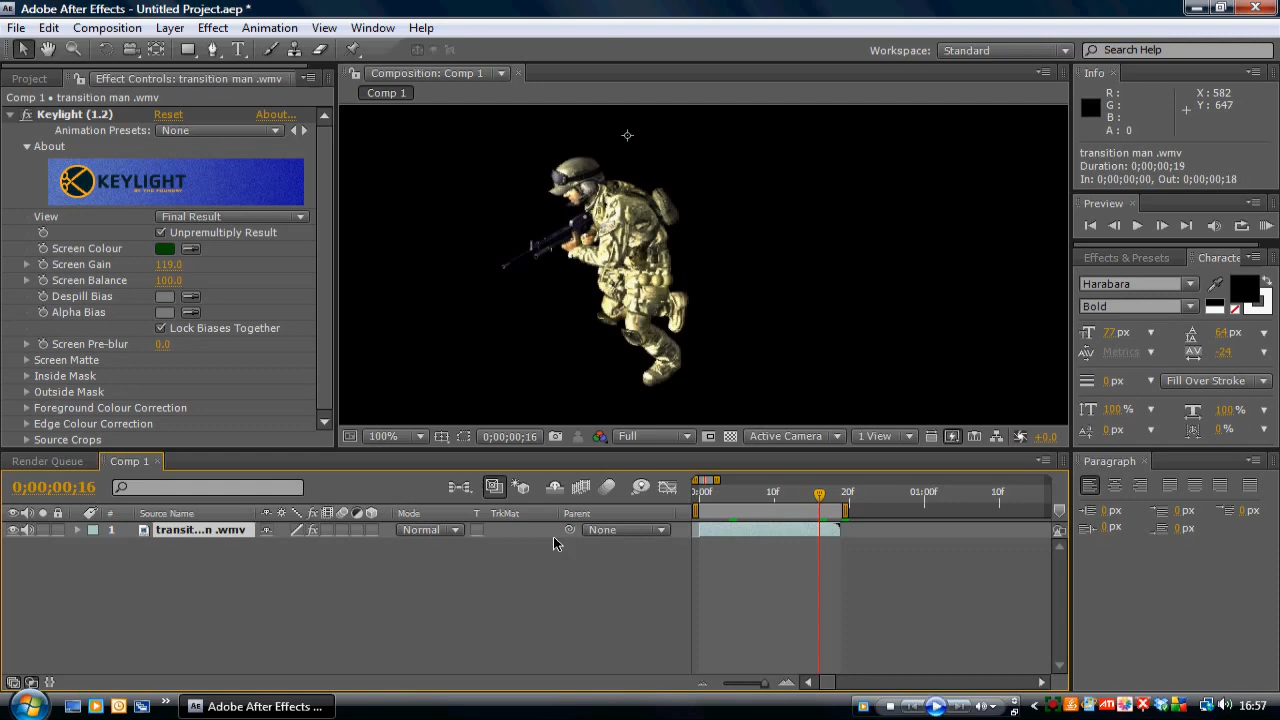 Adobe After Effects - Untitled Project.aep *
File Edit Composition Layer Effect Animation View Window Help
Workspace: Standard Search Help
Project Effect Controls: transition man .wmv
Comp 1 • transition man .wmv
Keylight (1.2) Reset About...
Animation Presets: None
About
KEYLIGHT
BY THE FOUNDRY
View Final Result
Unpremultiply Result
Screen Colour
Screen Gain 119.0
Screen Balance 100.0
Despill Bias
Alpha Bias
Lock Biases Together
Screen Pre-blur 0.0
Screen Matte
Inside Mask
Outside Mask
Foreground Colour Correction
Edge Colour Correction
Source Crops
Composition: Comp 1
Comp 1
100% 0;00;00;16 Full Active Camera 1 View +0.0
Info
R : X : 582
G : Y : 647
B :
A : 0
transition man .wmv
Duration: 0;00;00;19
In: 0;00;00;00, Out: 0;00;00;18
Preview
Effects & Presets Characte
Harabara
Bold
77 px 64 px
Metrics -24
0 px Fill Over Stroke
100 % 100 %
0 px 0 %
Paragraph
0 px 0 px 0 px
0 px 0 px
Render Queue Comp 1
0;00;00;16
0:00f 10f 20f 01:00f 10f
# Source Name fx Mode T TrkMat Parent
1 transit...n .wmv fx Normal None
Adobe After Effects ...
16:57